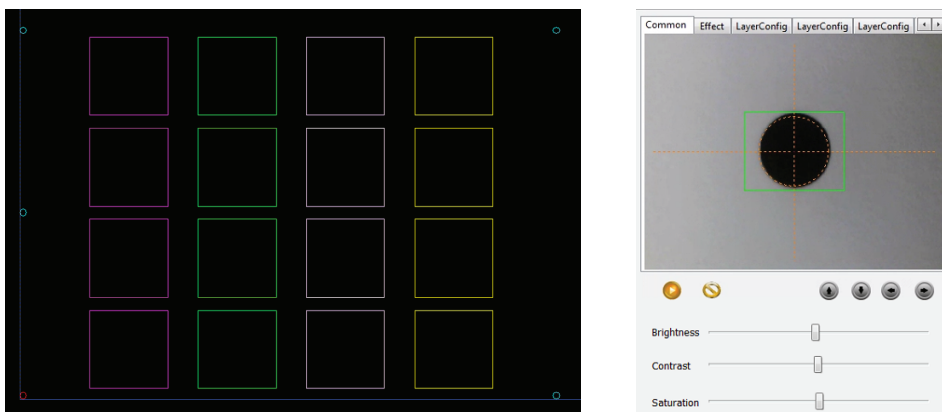 Common Effect LayerConfig LayerConfig LayerConfig
Brightness
Contrast
Saturation